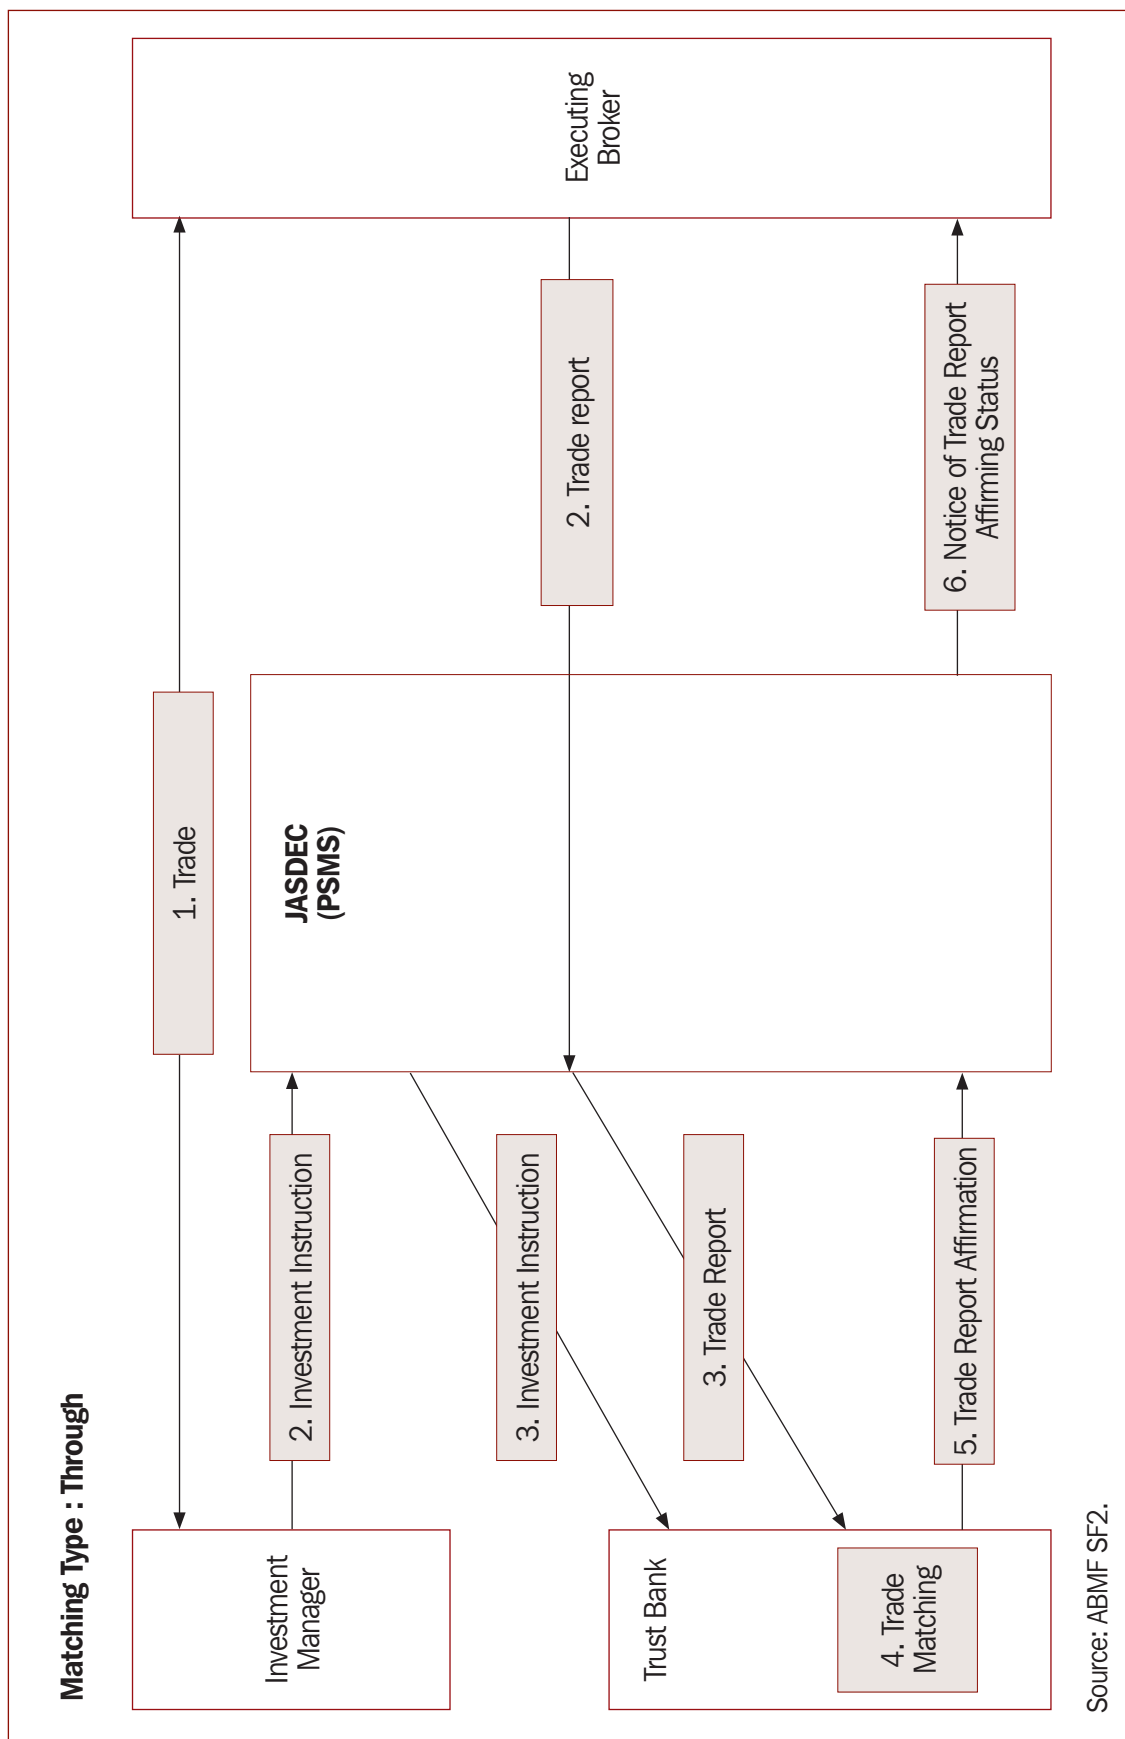 Matching Type : Through
Investment
Manager
1. Trade
Executing
Broker
2. Investment Instruction
JASDEC
(PSMS)
3. Investment Instruction
2. Trade report
Trust Bank
3. Trade Report
4. Trade
Matching
5. Trade Report Affirmation
6. Notice of Trade Report
Affirming Status
Source: ABMF SF2.